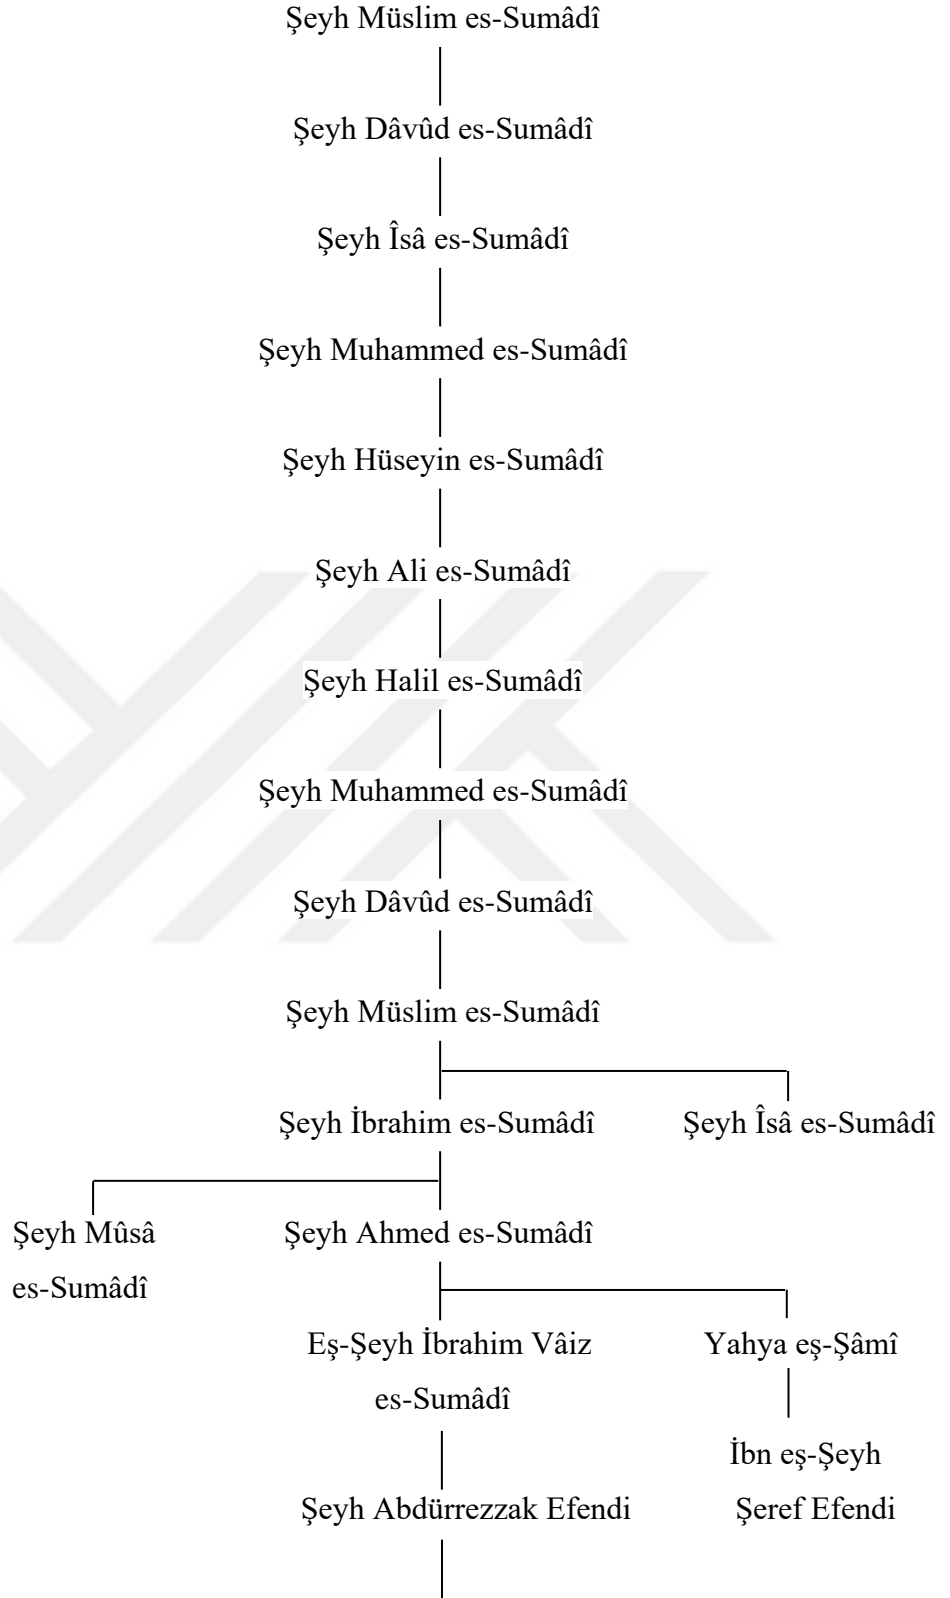 Şeyh Müslim es-Sumâdî
Şeyh Dâvûd es-Sumâdî
Şeyh Îsâ es-Sumâdî
Şeyh Muhammed es-Sumâdî
Şeyh Hüseyin es-Sumâdî
Şeyh Ali es-Sumâdî
Şeyh Halil es-Sumâdî
Şeyh Muhammed es-Sumâdî
Şeyh Dâvûd es-Sumâdî
Şeyh Müslim es-Sumâdî
Şeyh İbrahim es-Sumâdî
Şeyh Îsâ es-Sumâdî
Şeyh Mûsâ
es-Sumâdî
Şeyh Ahmed es-Sumâdî
Eş-Şeyh İbrahim Vâiz
es-Sumâdî
Yahya eş-Şâmî
İbn eş-Şeyh
Şeref Efendi
Şeyh Abdürrezzak Efendi